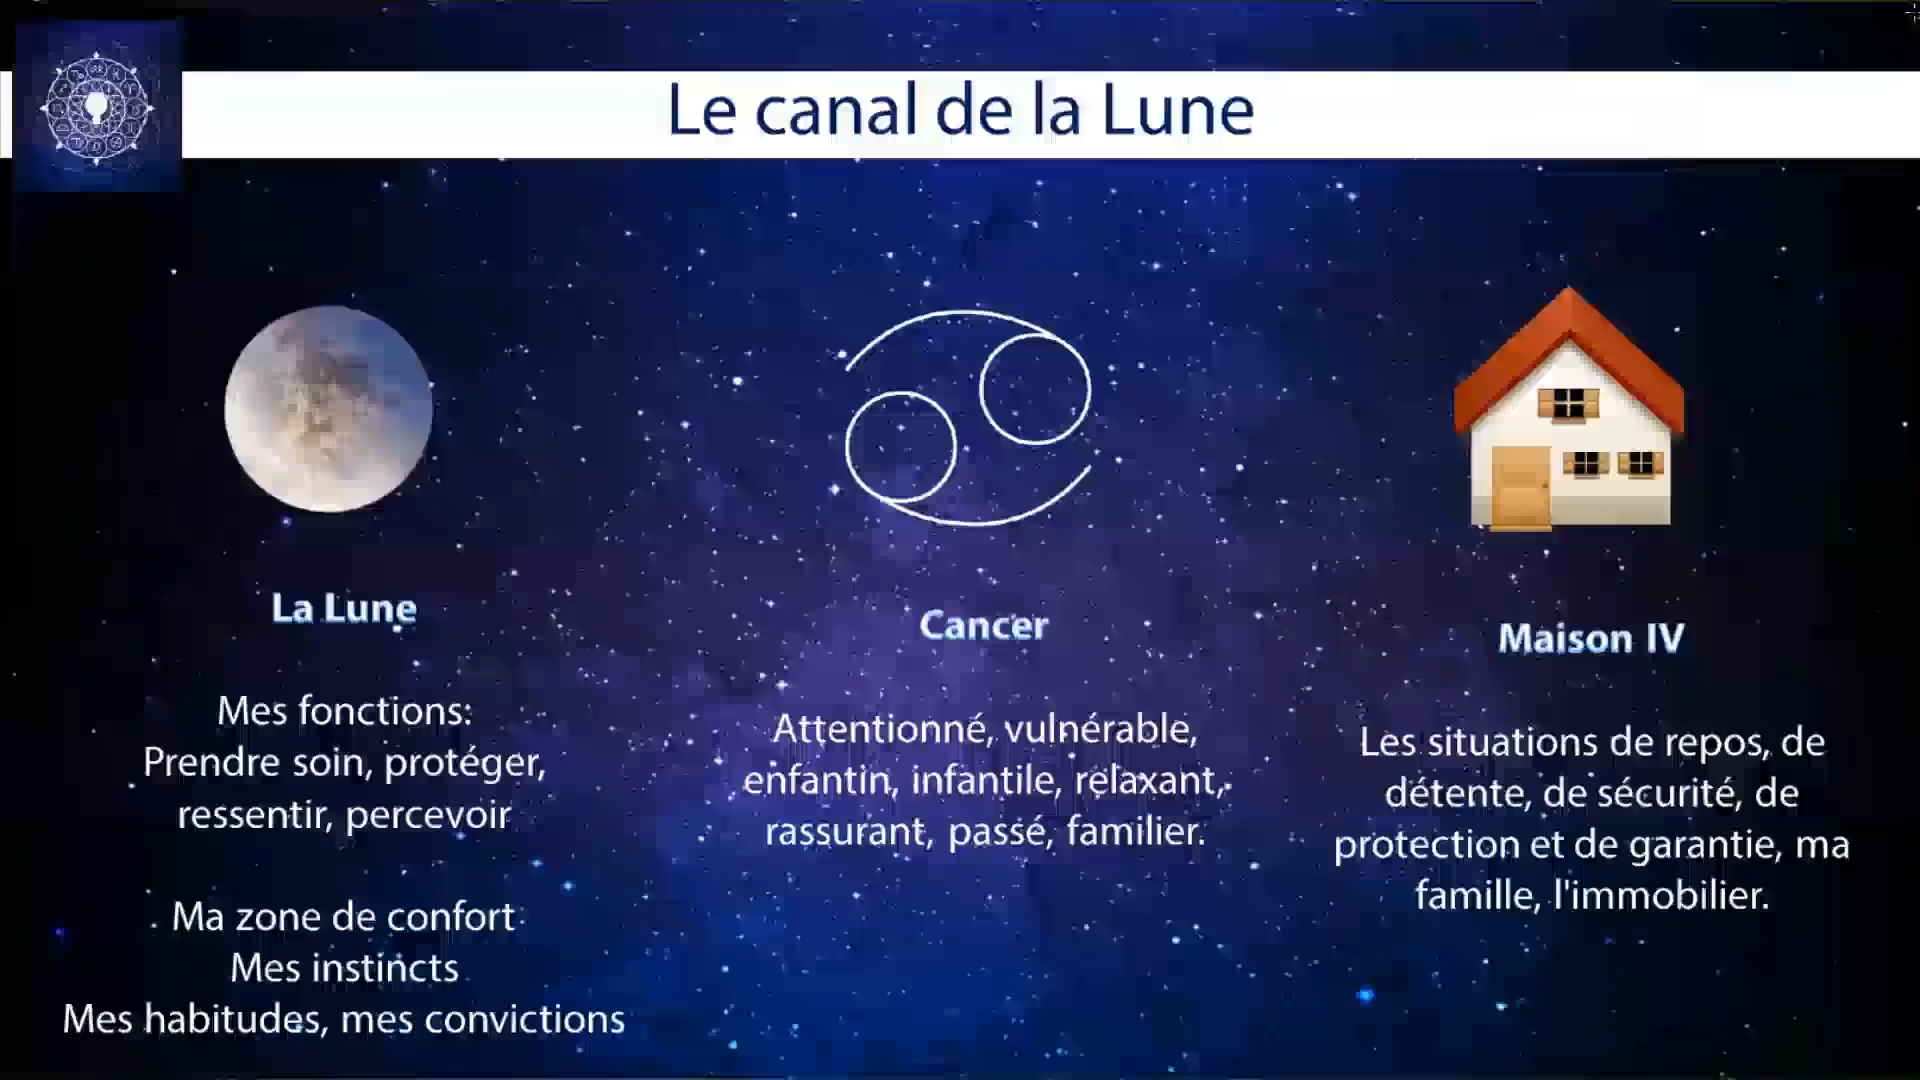 Le canal de la Lune
La Lune
Mes fonctions:
Prendre soin, protéger,
ressentir, percevoir
Ma zone de confort
Mes instincts
Mes habitudes, mes convictions
Cancer
Attentionné, vulnérable,
enfantin, infantile, relaxant,
rassurant, passé, familier.
Maison IV
Les situations de repos, de
détente, de sécurité, de
protection et de garantie, ma
famille, l'immobilier.